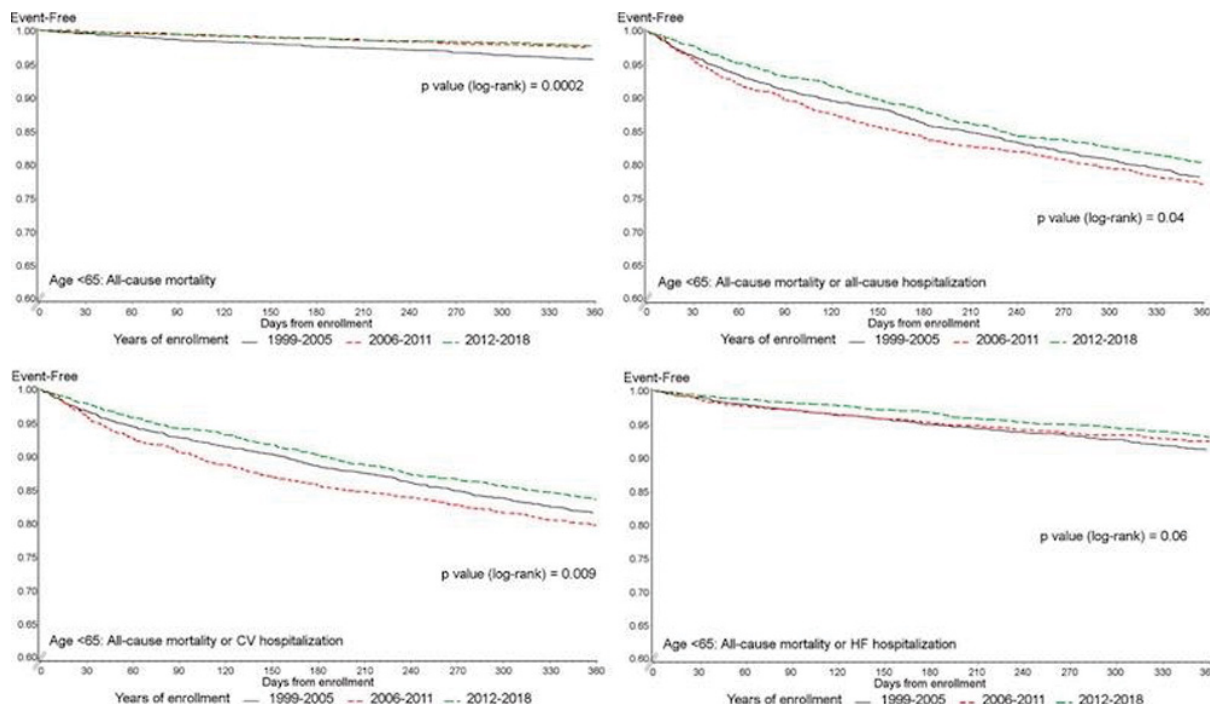 Event-Free
1.00
0.95
0.90
0.85
0.80
0.75
0.70
0.65
0.60
p value (log-rank) = 0.0002
Age <65: All-cause mortality
0 30 60 90 120 150 180 210 240 270 300 330 360
Days from enrollment
Years of enrollment 1999-2005 2006-2011 2012-2018
Event-Free
1.00
0.95
0.90
0.85
0.80
0.75
0.70
0.65
0.60
p value (log-rank) = 0.04
Age <65: All-cause mortality or all-cause hospitalization
0 30 60 90 120 150 180 210 240 270 300 330 360
Days from enrollment
Years of enrollment 1999-2005 2006-2011 2012-2018
Event-Free
1.00
0.95
0.90
0.85
0.80
0.75
0.70
0.65
0.60
p value (log-rank) = 0.009
Age <65: All-cause mortality or CV hospitalization
0 30 60 90 120 150 180 210 240 270 300 330 360
Days from enrollment
Years of enrollment 1999-2005 2006-2011 2012-2018
Event-Free
1.00
0.95
0.90
0.85
0.80
0.75
0.70
0.65
0.60
p value (log-rank) = 0.06
Age <65: All-cause mortality or HF hospitalization
0 30 60 90 120 150 180 210 240 270 300 330 360
Days from enrollment
Years of enrollment 1999-2005 2006-2011 2012-2018